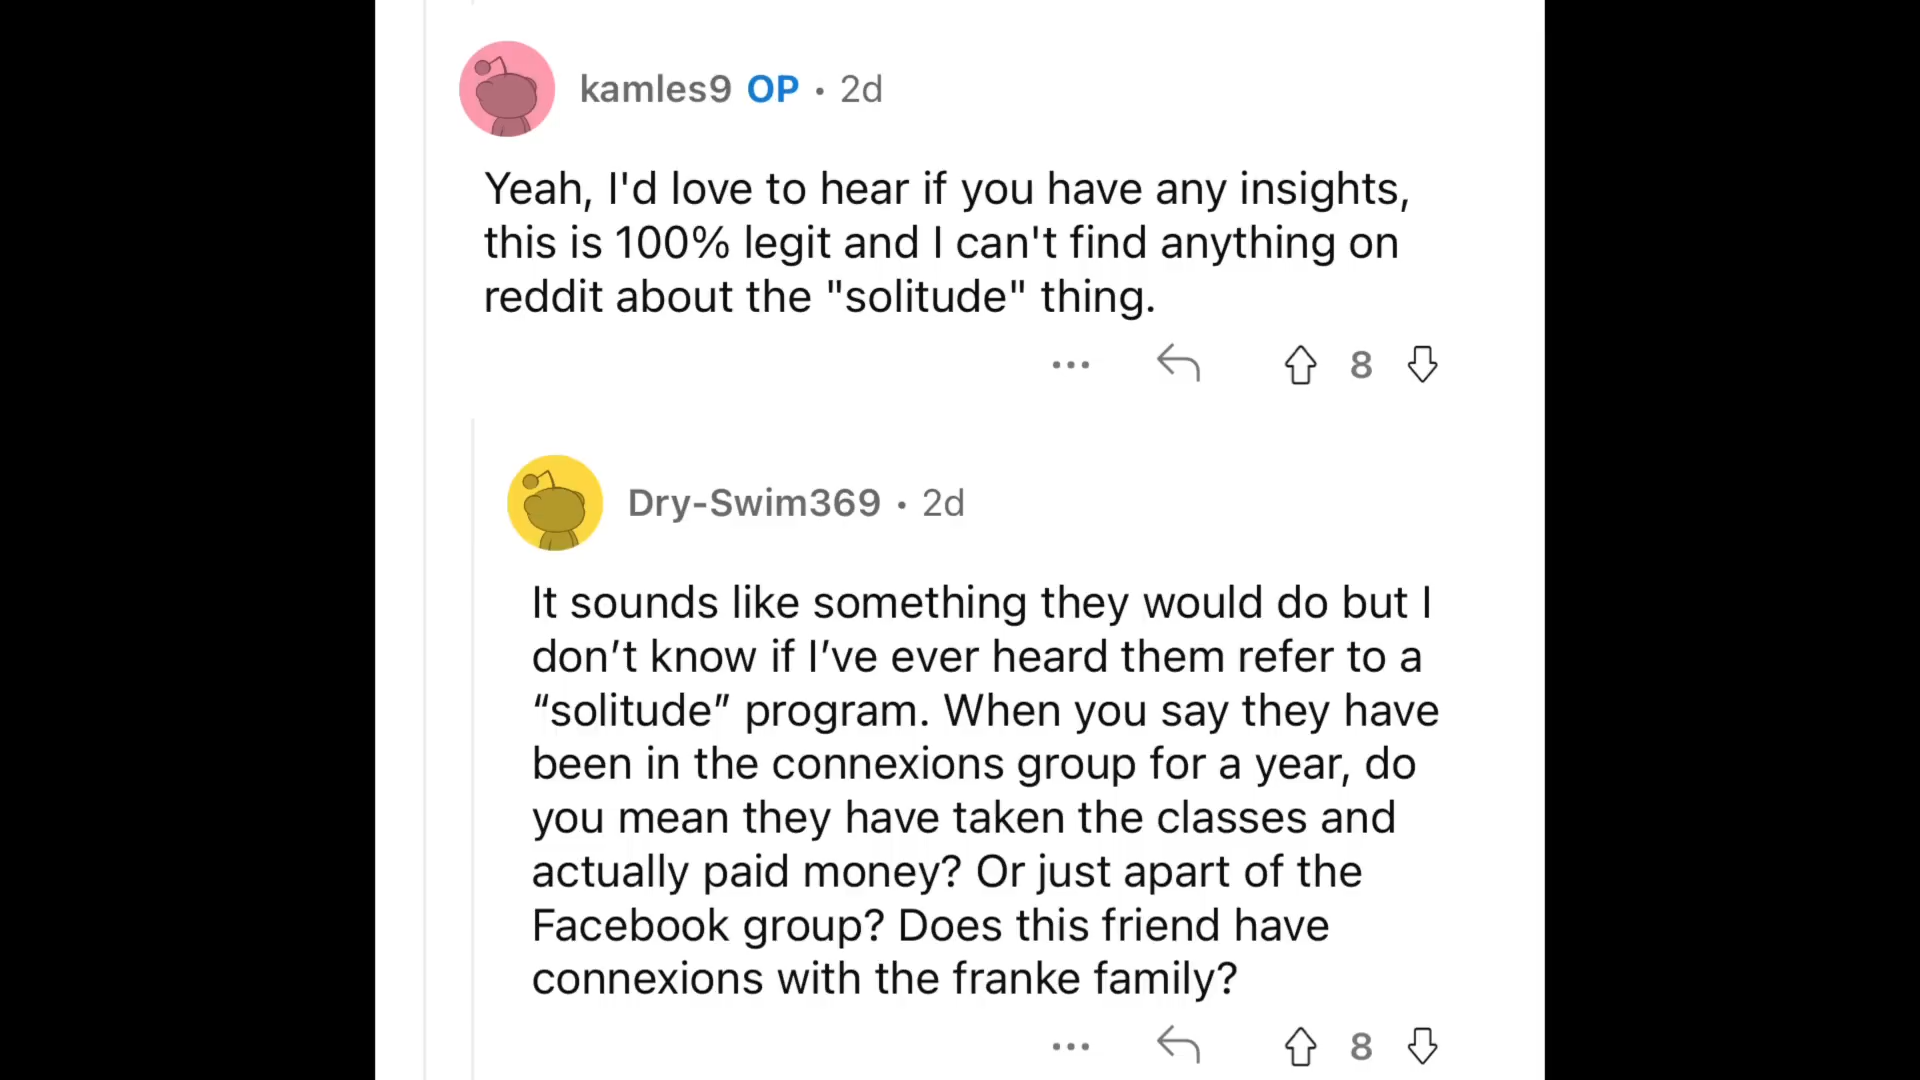 kamles9 OP • 2d
Yeah, I'd love to hear if you have any insights,
this is 100% legit and I can't find anything on
reddit about the "solitude" thing.
... 8
Dry-Swim369 • 2d
It sounds like something they would do but I
don’t know if I’ve ever heard them refer to a
“solitude” program. When you say they have
been in the connexions group for a year, do
you mean they have taken the classes and
actually paid money? Or just apart of the
Facebook group? Does this friend have
connexions with the franke family?
... 8